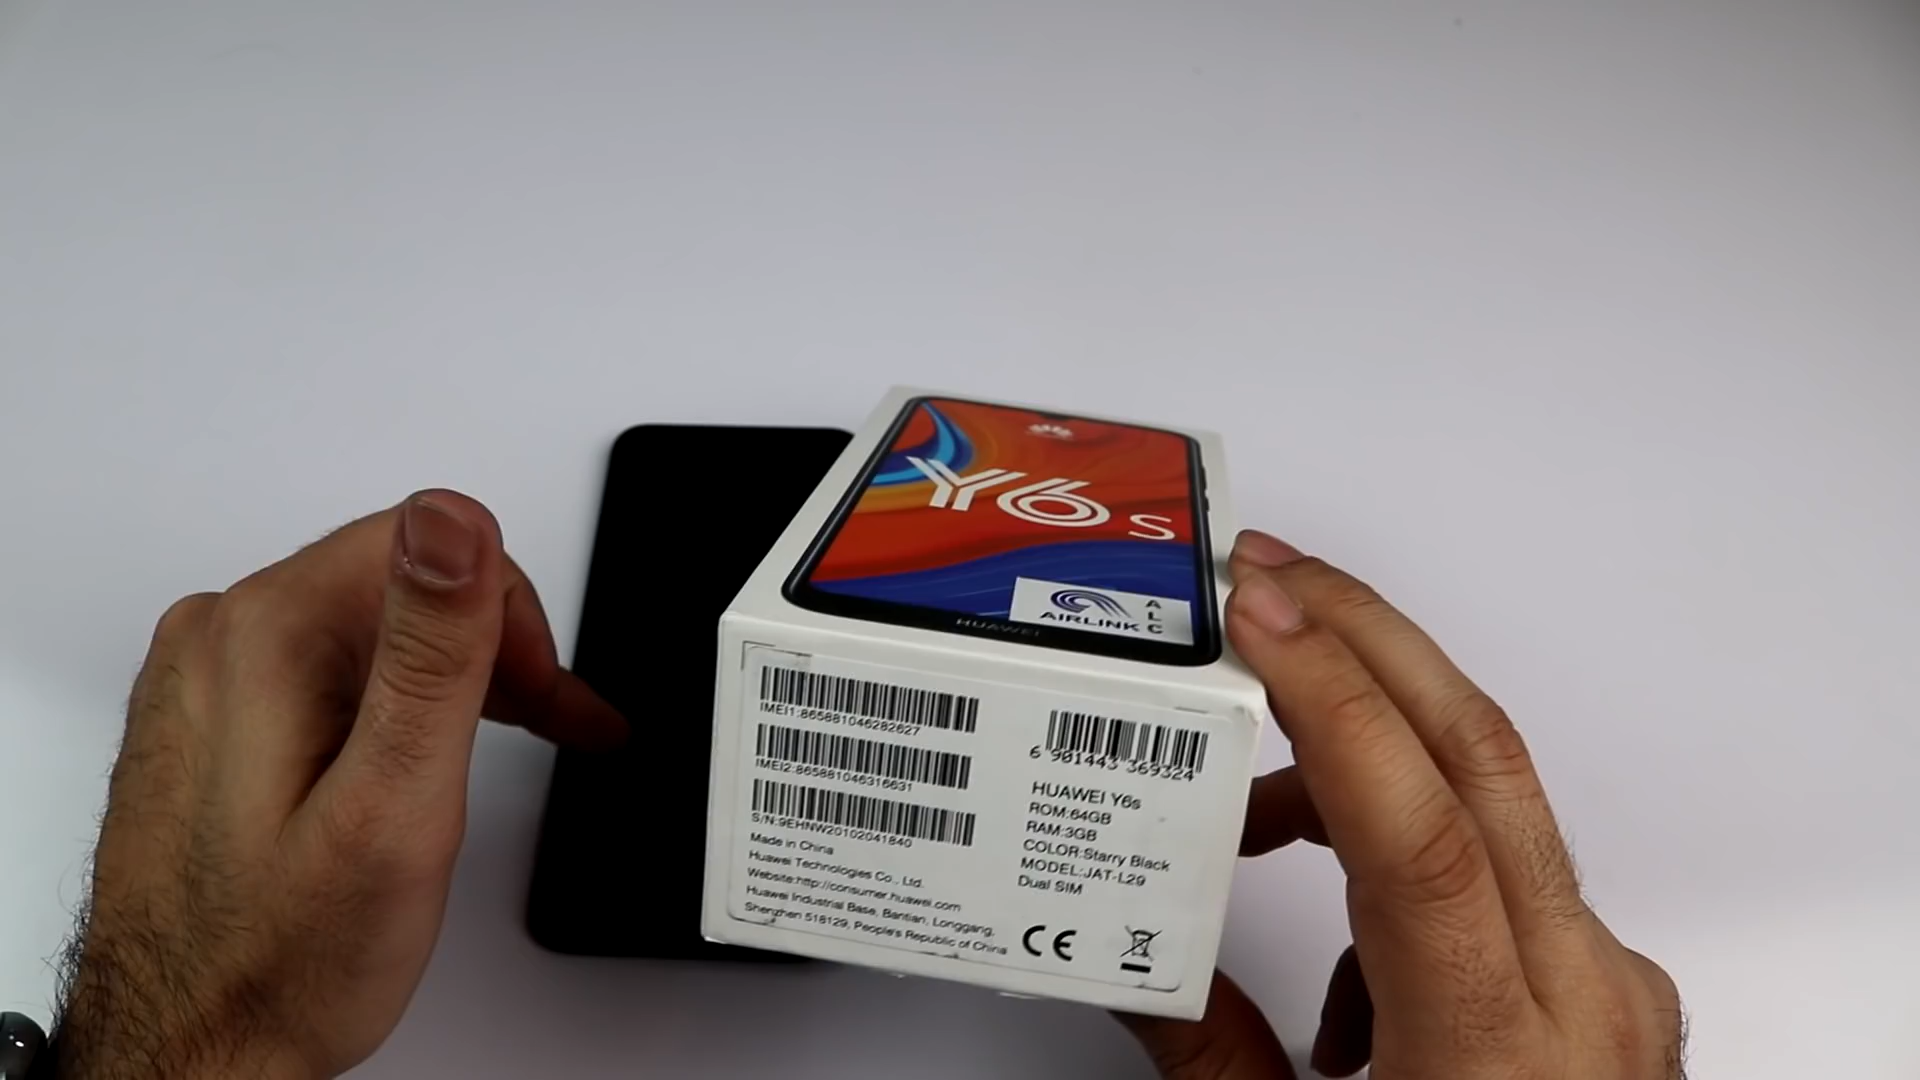 Y6s
HUAWEI
AIRLINK
ALC
IMEI1:865881046282627
IMEI2:865881046316631
S/N:9EHNW20102041840
Made in China
Huawei Technologies Co., Ltd.
Website:http://consumer.huawei.com
Huawei Industrial Base, Bantian, Longgang,
Shenzhen 518129, People's Republic of China
6 901443 369324
HUAWEI Y6s
ROM:64GB
RAM:3GB
COLOR:Starry Black
MODEL:JAT-L29
Dual SIM
CE